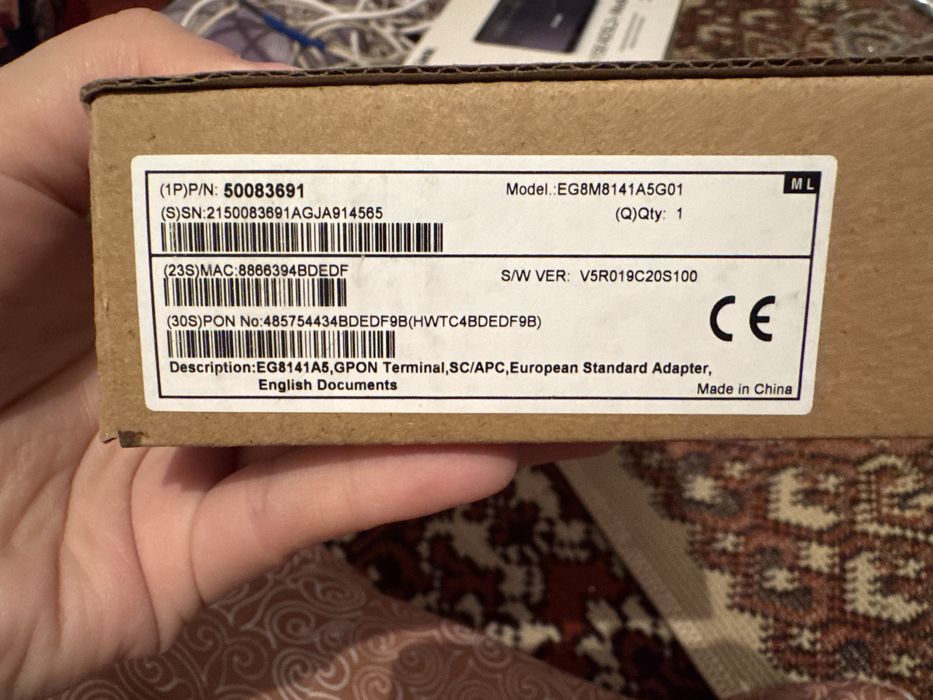 (1P)P/N: 50083691
Model.:EG8M8141A5G01
ML
(S)SN:2150083691AGJA914565
(Q)Qty: 1
(23S)MAC:8866394BDEDF
S/W VER: V5R019C20S100
(30S)PON No:485754434BDEDF9B(HWTC4BDEDF9B)
CE
Description:EG8141A5,GPON Terminal,SC/APC,European Standard Adapter,
English Documents
Made in China